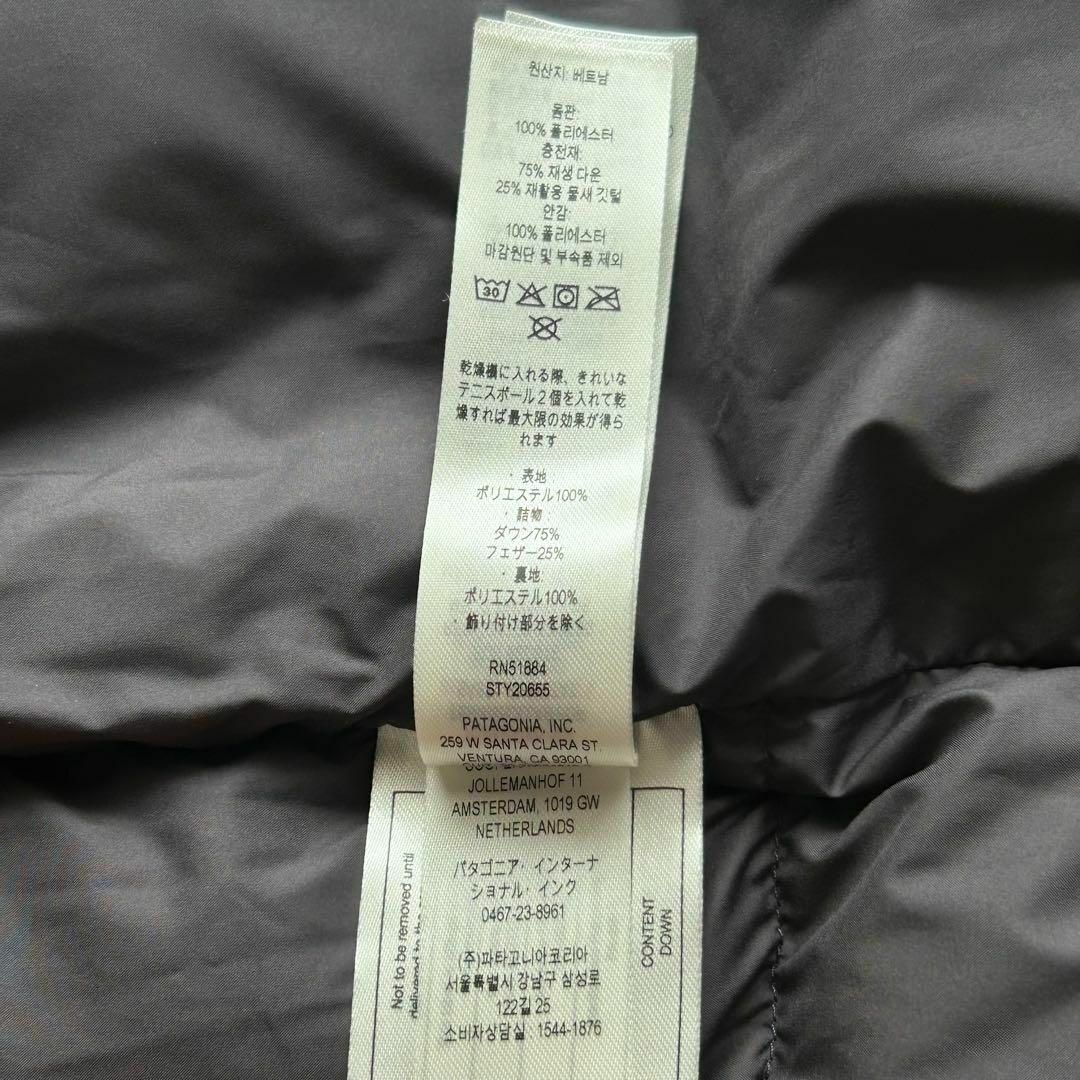 원산지: 베트남
몸판:
100% 폴리에스터
충전재:
75% 재생 다운
25% 재활용 물새 깃털
안감:
100% 폴리에스터
마감원단 및 부속품 제외
30
乾燥機に入れる際、きれいな
テニスボール2個を入れて乾
燥すれば最大限の効果が得ら
れます
・表地:
ポリエステル100%
・詰物:
ダウン75%
フェザー25%
・裏地:
ポリエステル100%
・飾り付け部分を除く
RN51884
STY20655
PATAGONIA, INC.
259 W SANTA CLARA ST
VENTURA, CA 93001
JOLLEMANHOF 11
AMSTERDAM, 1019 GW
NETHERLANDS
パタゴニア・インターナ
ショナル・インク
0467-23-8961
(주)파타고니아코리아
서울특별시 강남구 삼성로
122길 25
소비자상담실 : 1544-1876
Not to be removed until
delivered to the
CONTENT
DOWN